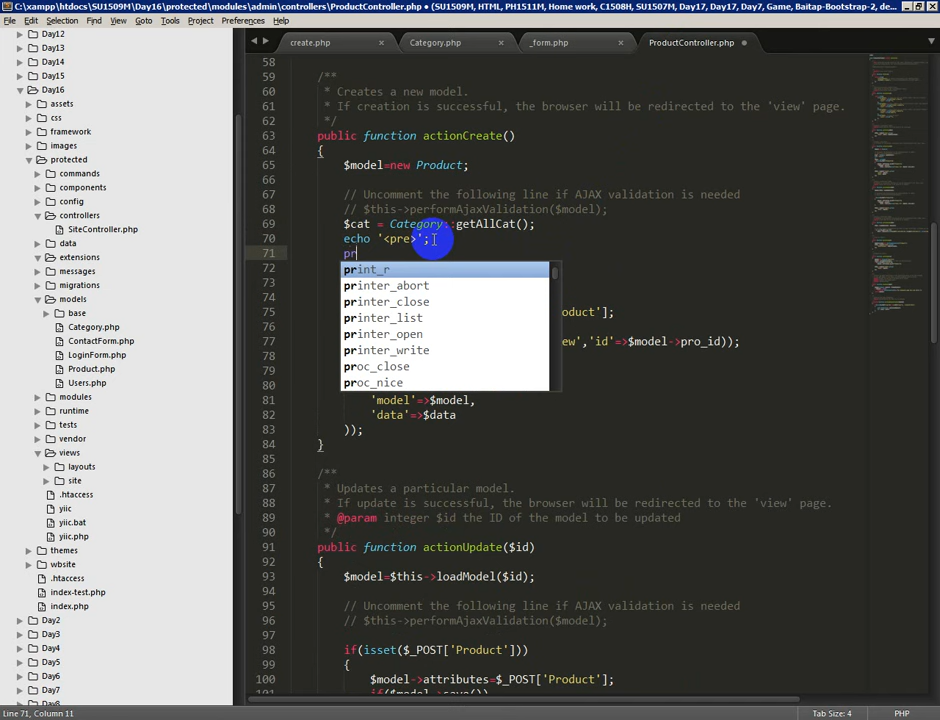 C:\xampp\htdocs\SU1509M\Day16\protected\modules\admin\controllers\ProductController.php • (SU1509M, HTML, PH1511M, Home work, C1508H, SU1507M, Day17, Day17, Game, Baitap-Bootstrap-2, de...
File Edit Selection Find View Goto Tools Project Preferences Help
create.php × Category.php × _form.php × ProductController.php
Day12
Day13
Day14
Day15
Day16
assets
css
framework
images
protected
commands
components
config
controllers
SiteController.php
data
extensions
messages
migrations
models
base
Category.php
ContactForm.php
LoginForm.php
Product.php
Users.php
modules
runtime
tests
vendor
views
layouts
site
.htaccess
yiic
yiic.bat
yiic.php
themes
wbsite
.htaccess
index-test.php
index.php
Day2
Day3
Day4
Day5
Day6
Day7
Day8
58
59 /**
60 * Creates a new model.
61 * If creation is successful, the browser will be redirected to the 'view' page.
62 */
63 public function actionCreate()
64 {
65 $model=new Product;
66
67 // Uncomment the following line if AJAX validation is needed
68 // $this->performAjaxValidation($model);
69 $cat = Category::getAllCat();
70 echo '<pre>';
71 pr
72 print_r
73 printer_abort
74 printer_close
75 printer_list oduct'];
76 printer_open
77 printer_write ew','id'=>$model->pro_id));
78
79 proc_close
80 proc_nice
81 'model'=>$model,
82 'data'=>$data
83 ));
84 }
85
86 /**
87 * Updates a particular model.
88 * If update is successful, the browser will be redirected to the 'view' page.
89 * @param integer $id the ID of the model to be updated
90 */
91 public function actionUpdate($id)
92 {
93 $model=$this->loadModel($id);
94
95 // Uncomment the following line if AJAX validation is needed
96 // $this->performAjaxValidation($model);
97
98 if(isset($_POST['Product']))
99 {
100 $model->attributes=$_POST['Product'];
101 if($model->save())
Line 71, Column 11 Tab Size: 4 PHP